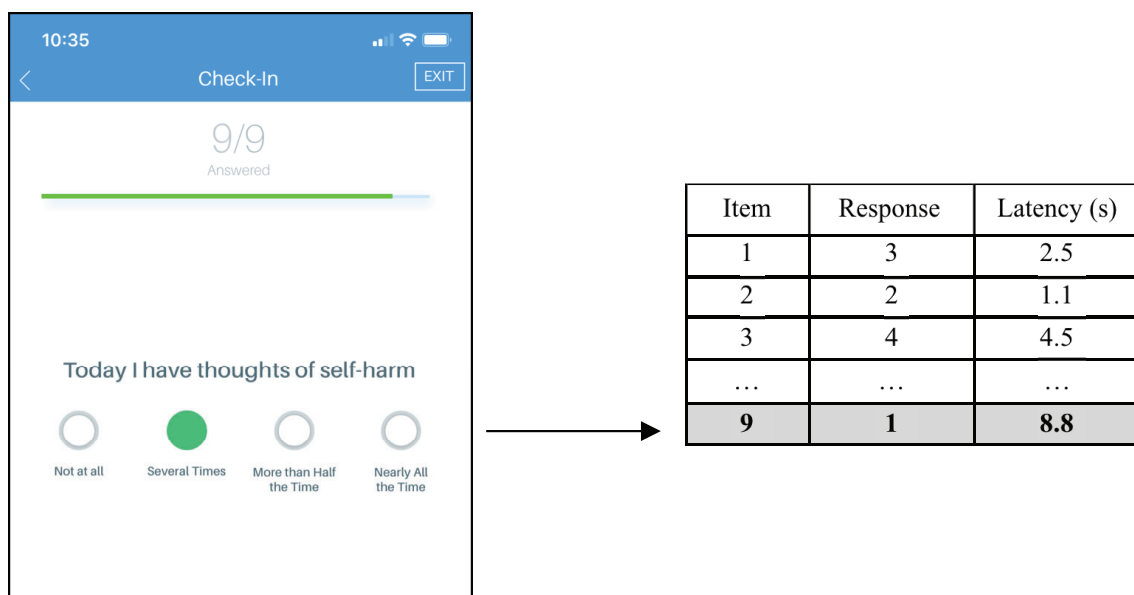 10:35
Check-In
EXIT
9/9
Answered
Today I have thoughts of self-harm
Not at all
Several Times
More than Half
the Time
Nearly All
the Time
Item Response Latency (s)
1 3 2.5
2 2 1.1
3 4 4.5
… … …
9 1 8.8